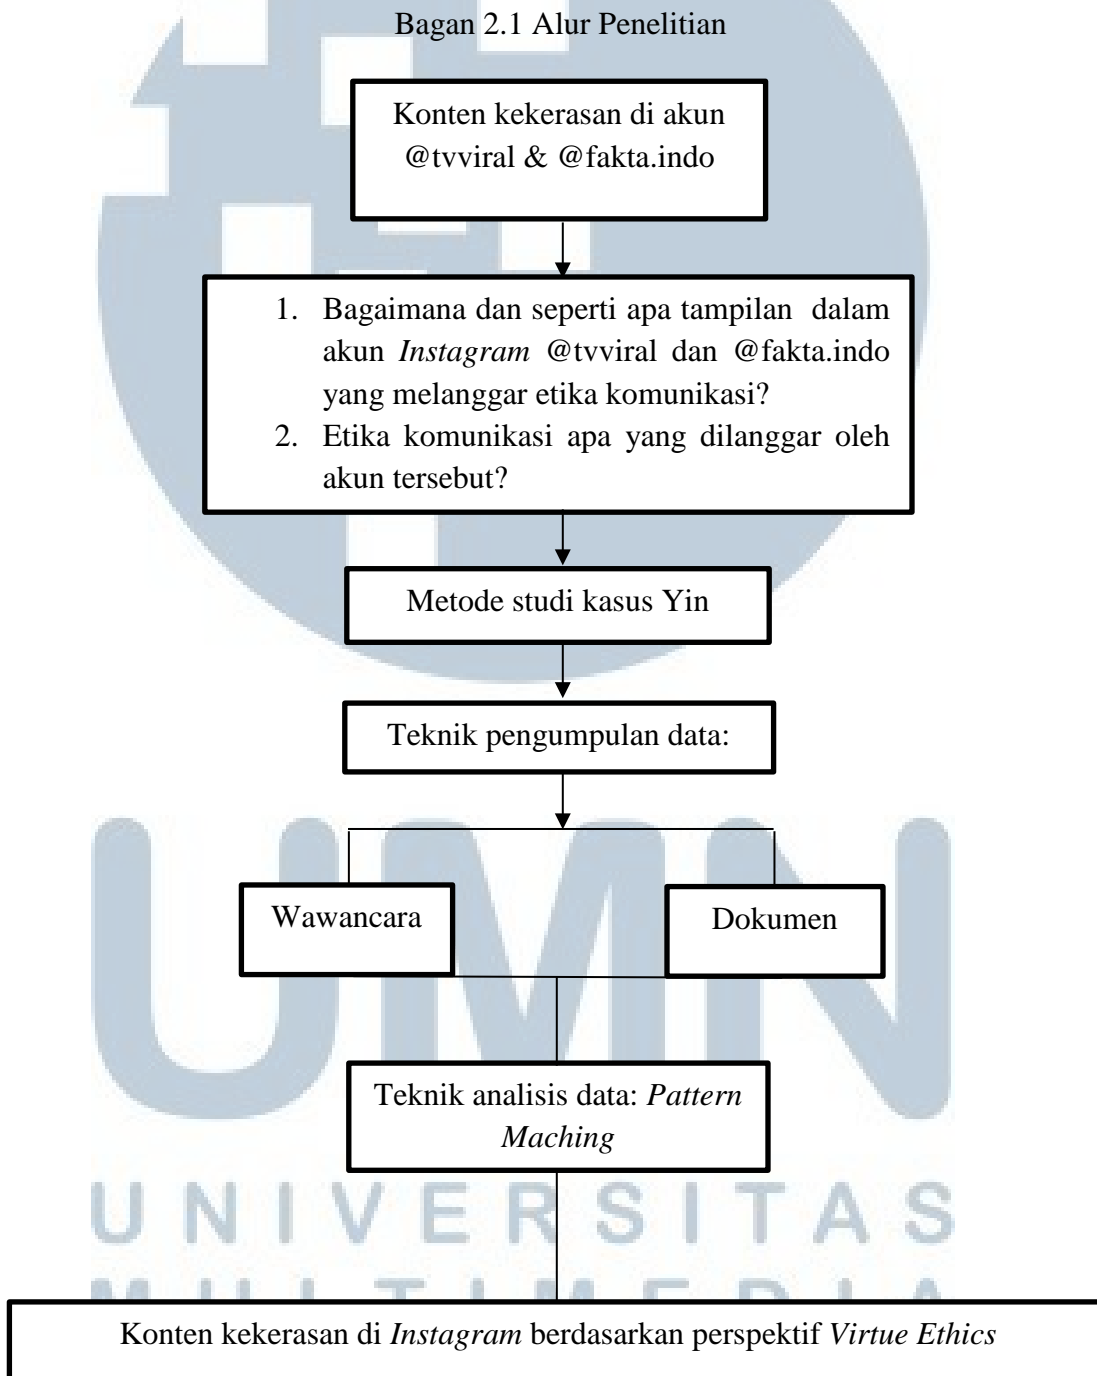 Bagan 2.1 Alur Penelitian
Konten kekerasan di akun
@tvviral & @fakta.indo
1. Bagaimana dan seperti apa tampilan dalam
akun Instagram @tvviral dan @fakta.indo
yang melanggar etika komunikasi?
2. Etika komunikasi apa yang dilanggar oleh
akun tersebut?
Metode studi kasus Yin
Teknik pengumpulan data:
Wawancara
Dokumen
UMN
Teknik analisis data: Pattern
Maching
UNIVERSITAS
MULTIMEDIA
Konten kekerasan di Instagram berdasarkan perspektif Virtue Ethics